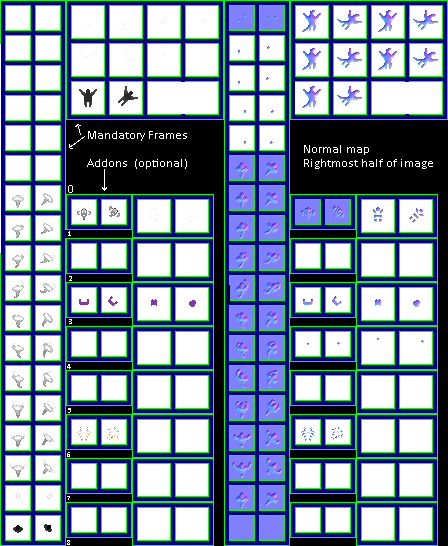 Mandatory Frames
Normal map
Rightmost half of image
Addons (optional)
0
1
2
3
4
5
6
7
8